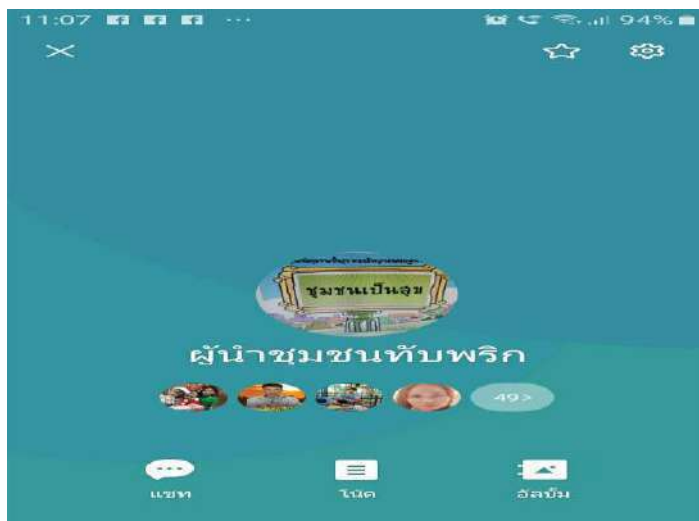 11:07
94%
ชุมชนเป็นสุข
ผู้นำชุมชนทับพริก
49>
แชท
โน้ต
อัลบั้ม